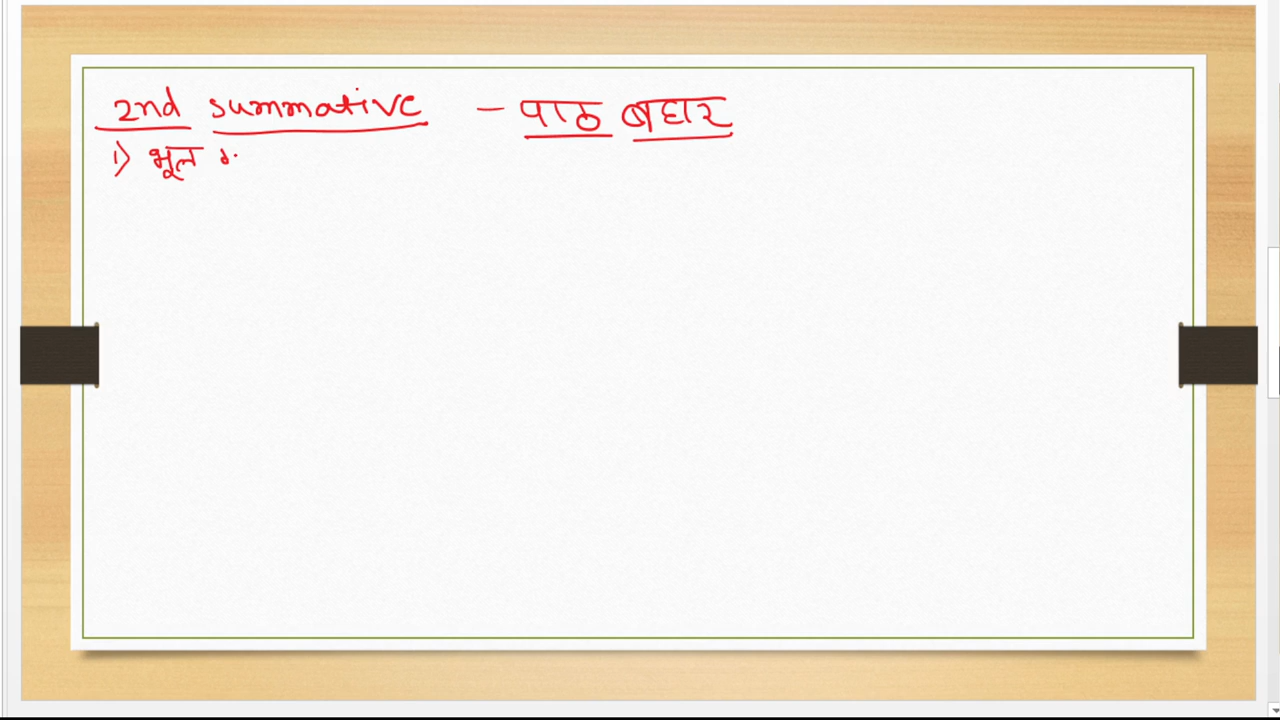 2nd summative - पाठ बहार
1) भूल